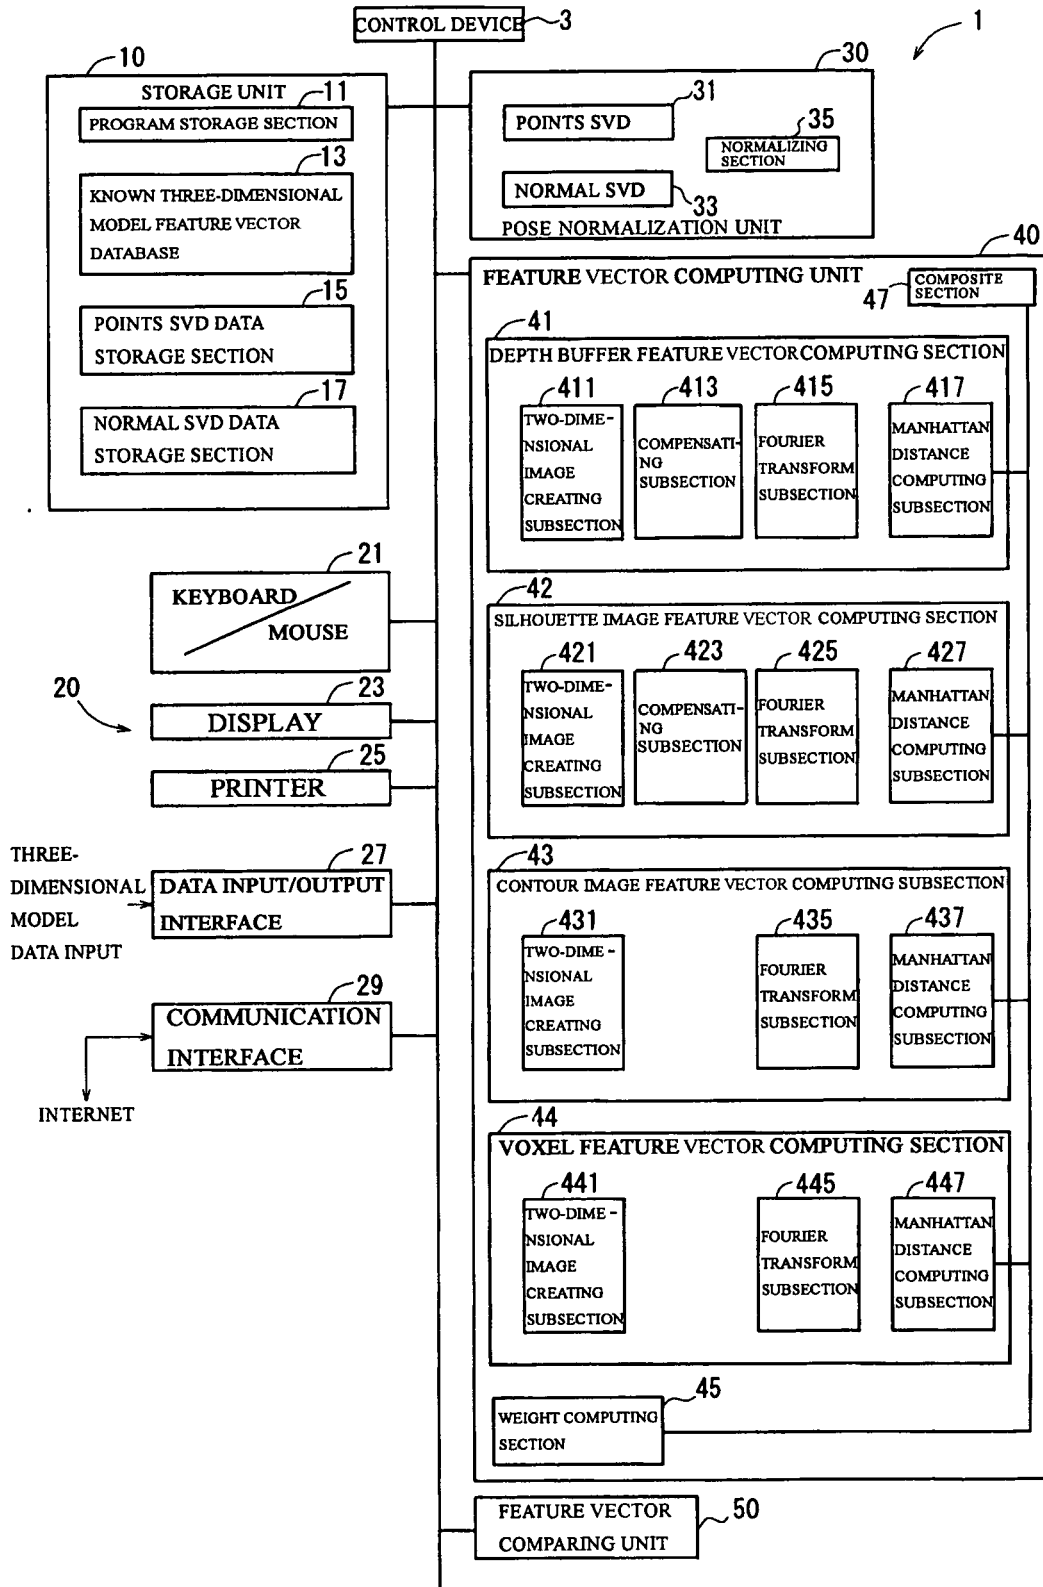 CONTROL DEVICE 3
1
10
STORAGE UNIT
11
PROGRAM STORAGE SECTION
13
KNOWN THREE-DIMENSIONAL
MODEL FEATURE VECTOR
DATABASE
15
POINTS SVD DATA
STORAGE SECTION
17
NORMAL SVD DATA
STORAGE SECTION
30
31
POINTS SVD
35
NORMALIZING
SECTION
NORMAL SVD
33
POSE NORMALIZATION UNIT
40
FEATURE VECTOR COMPUTING UNIT
47
COMPOSITE
SECTION
41
DEPTH BUFFER FEATURE VECTOR COMPUTING SECTION
411
TWO-DIME-
NSIONAL
IMAGE
CREATING
SUBSECTION
413
COMPENSATI-
NG
SUBSECTION
415
FOURIER
TRANSFORM
SUBSECTION
417
MANHATTAN
DISTANCE
COMPUTING
SUBSECTION
20
21
KEYBOARD
MOUSE
23
DISPLAY
25
PRINTER
THREE-
DIMENSIONAL
MODEL
DATA INPUT
27
DATA INPUT/OUTPUT
INTERFACE
29
COMMUNICATION
INTERFACE
INTERNET
42
SILHOUETTE IMAGE FEATURE VECTOR COMPUTING SECTION
421
TWO-DIME-
NSIONAL
IMAGE
CREATING
SUBSECTION
423
COMPENSATI-
NG
SUBSECTION
425
FOURIER
TRANSFORM
SUBSECTION
427
MANHATTAN
DISTANCE
COMPUTING
SUBSECTION
43
CONTOUR IMAGE FEATURE VECTOR COMPUTING SUBSECTION
431
TWO-DIME-
NSIONAL
IMAGE
CREATING
SUBSECTION
435
FOURIER
TRANSFORM
SUBSECTION
437
MANHATTAN
DISTANCE
COMPUTING
SUBSECTION
44
VOXEL FEATURE VECTOR COMPUTING SECTION
441
TWO-DIME-
NSIONAL
IMAGE
CREATING
SUBSECTION
445
FOURIER
TRANSFORM
SUBSECTION
447
MANHATTAN
DISTANCE
COMPUTING
SUBSECTION
45
WEIGHT COMPUTING
SECTION
50
FEATURE VECTOR
COMPARING UNIT